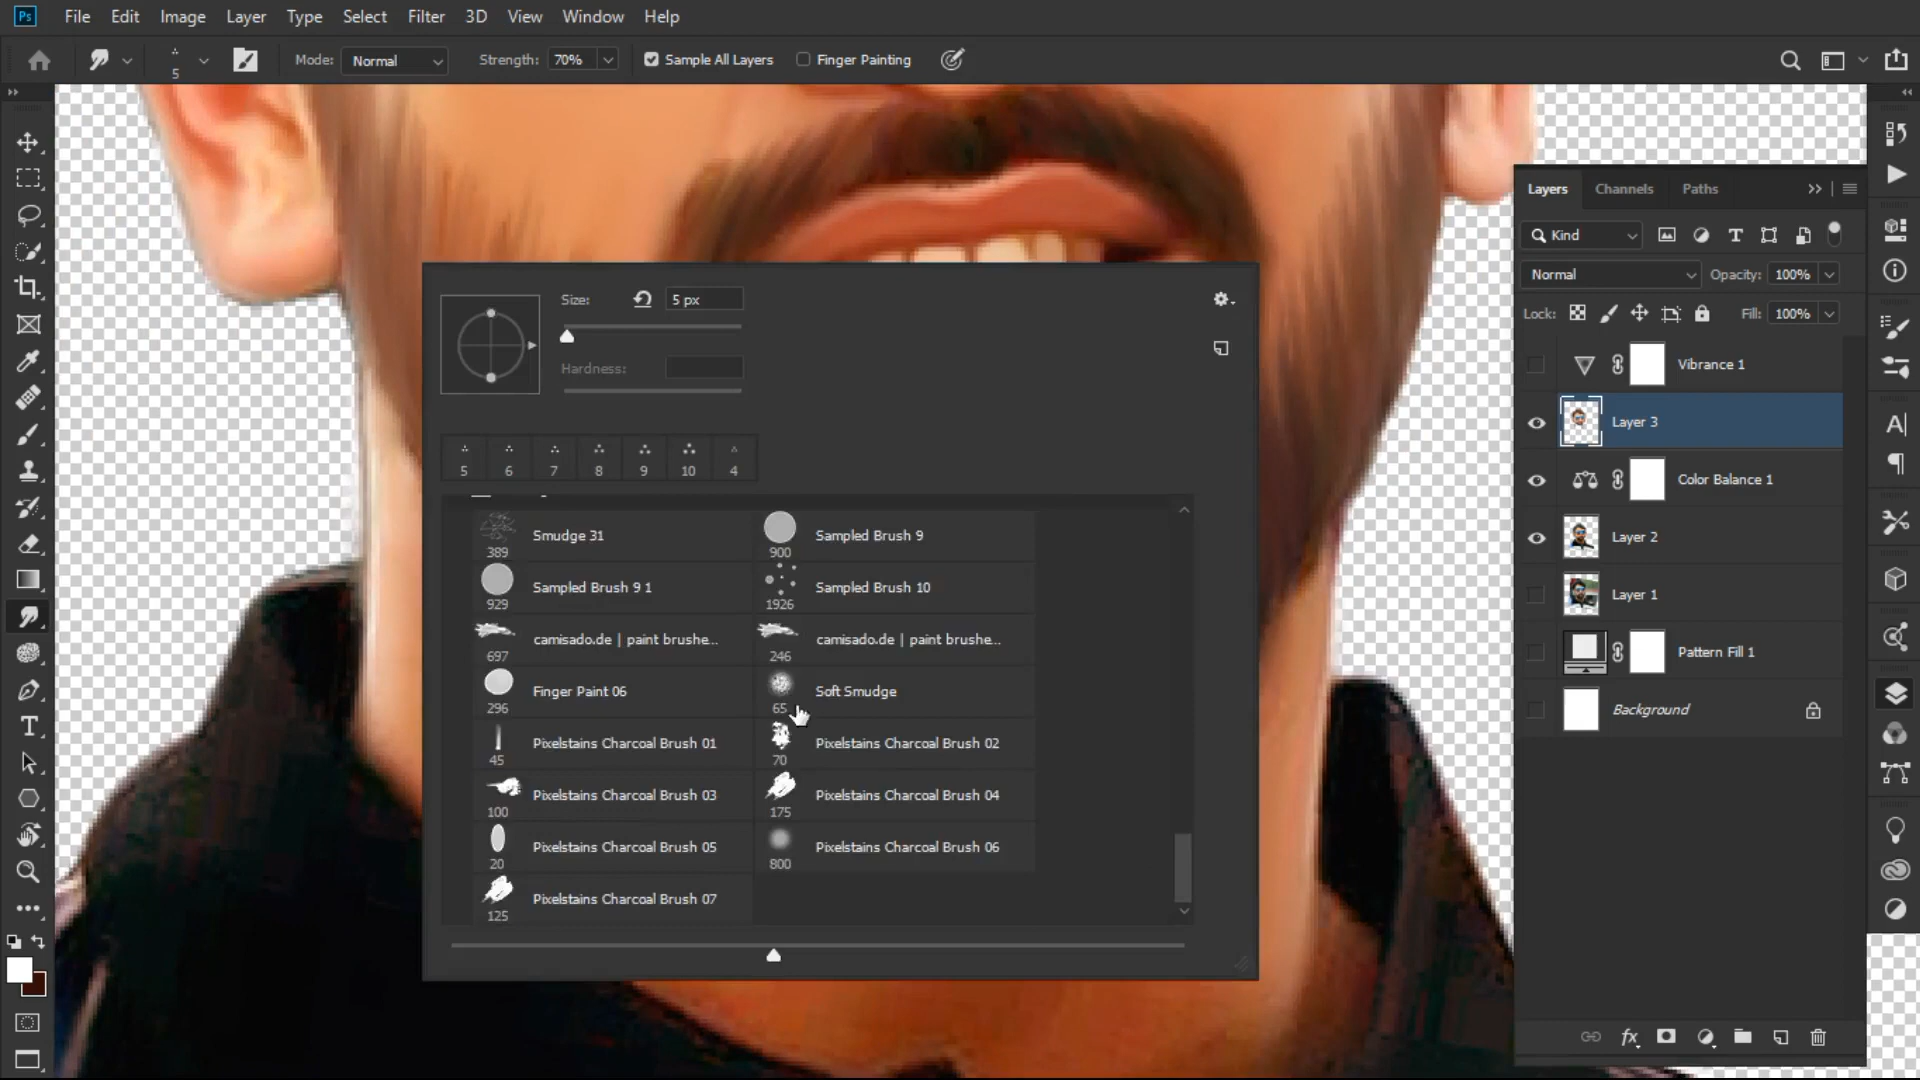 Ps File Edit Image Layer Type Select Filter 3D View Window Help
5 Mode: Normal Strength: 70% Sample All Layers Finger Painting
Layers Channels Paths
Kind
Normal Opacity: 100%
Lock: Fill: 100%
Vibrance 1
Layer 3
Color Balance 1
Layer 2
Layer 1
Pattern Fill 1
Background
Size: 5 px
Hardness:
5 6 7 8 9 10 4
389 Smudge 31 900 Sampled Brush 9
929 Sampled Brush 9 1 1926 Sampled Brush 10
697 camisado.de | paint brushe... 246 camisado.de | paint brushe...
296 Finger Paint 06 65 Soft Smudge
45 Pixelstains Charcoal Brush 01 70 Pixelstains Charcoal Brush 02
100 Pixelstains Charcoal Brush 03 175 Pixelstains Charcoal Brush 04
20 Pixelstains Charcoal Brush 05 800 Pixelstains Charcoal Brush 06
125 Pixelstains Charcoal Brush 07
fx